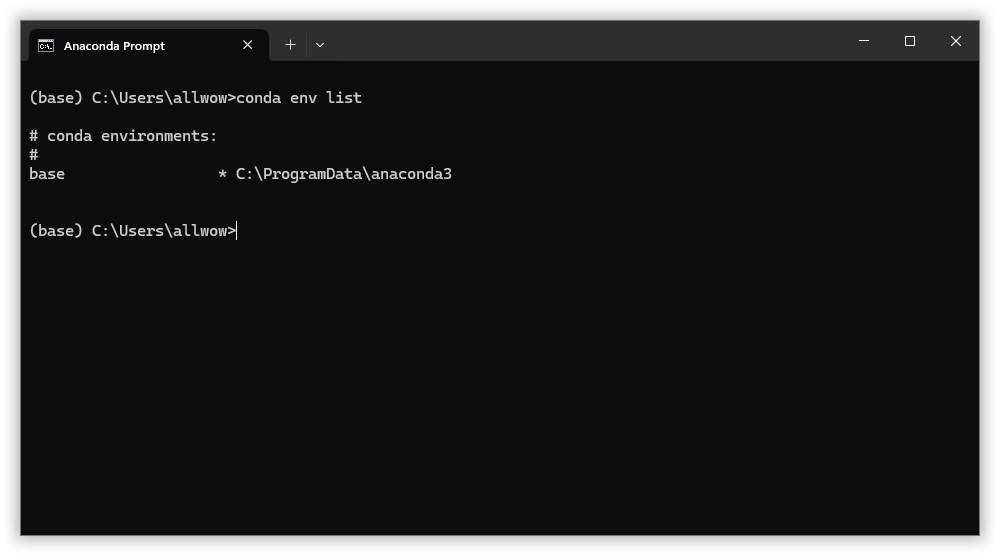 Anaconda Prompt
(base) C:\Users\allwow>conda env list
# conda environments:
#
base                 * C:\ProgramData\anaconda3
(base) C:\Users\allwow>